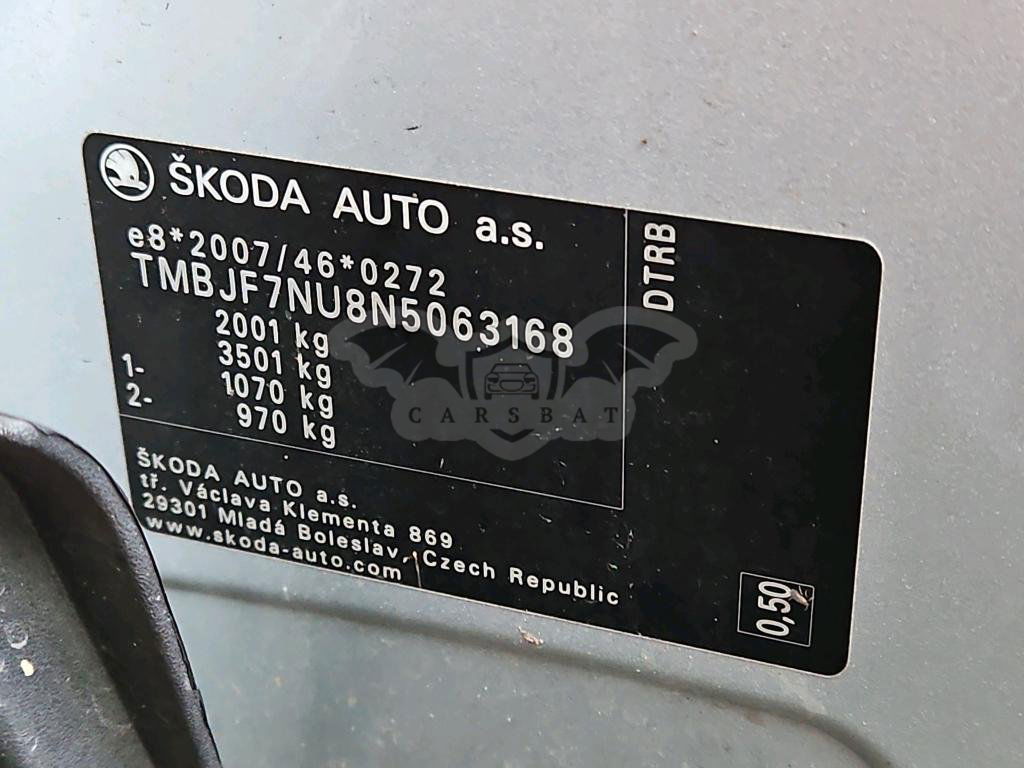 ŠKODA AUTO a.s.
e8*2007/46*0272
TMBJF7NU8N5063168
2001 kg
3501 kg
1- 1070 kg
2- 970 kg
ŠKODA AUTO a.s.
tř. Václava Klementa 869
29301 Mladá Boleslav, Czech Republic
www.skoda-auto.com
DTRB
0,50
CARSBAT